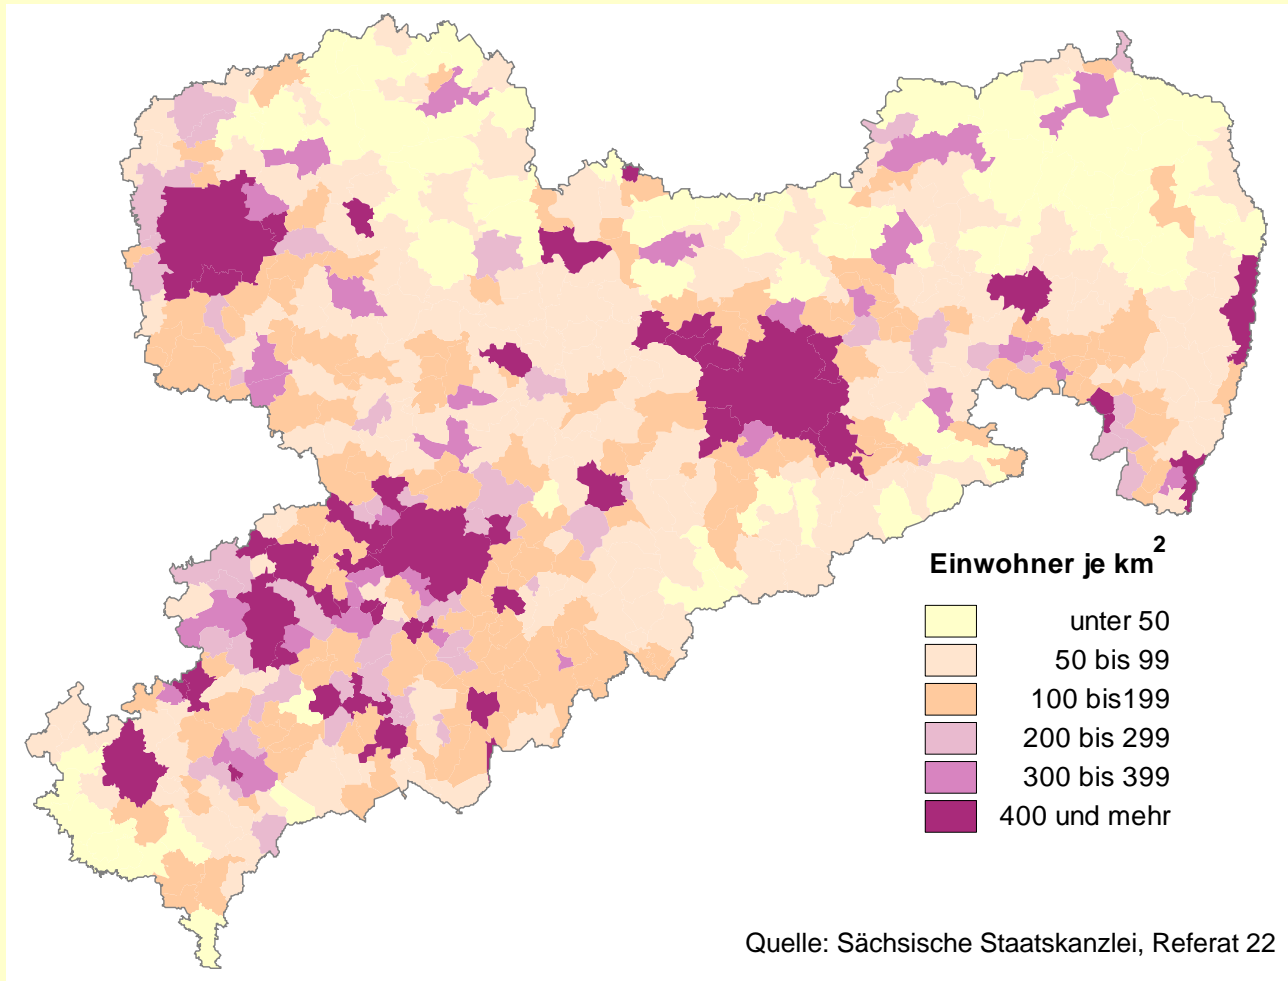 Einwohner je km²
unter 50
50 bis 99
100 bis199
200 bis 299
300 bis 399
400 und mehr
Quelle: Sächsische Staatskanzlei, Referat 22